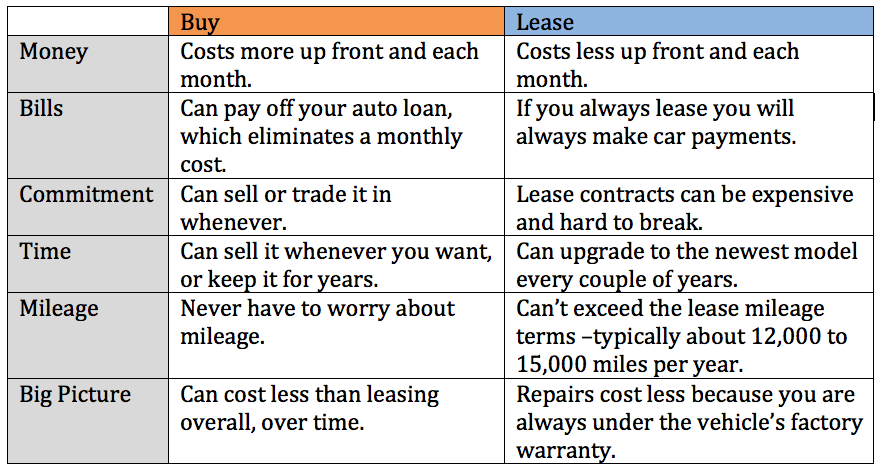 Buy
Lease
Money
Costs more up front and each
month.
Costs less up front and each
month.
Bills
Can pay off your auto loan,
which eliminates a monthly
cost.
If you always lease you will
always make car payments.
Commitment
Can sell or trade it in
whenever.
Lease contracts can be expensive
and hard to break.
Time
Can sell it whenever you want,
or keep it for years.
Can upgrade to the newest model
every couple of years.
Mileage
Never have to worry about
mileage.
Can’t exceed the lease mileage
terms –typically about 12,000 to
15,000 miles per year.
Big Picture
Can cost less than leasing
overall, over time.
Repairs cost less because you are
always under the vehicle’s factory
warranty.